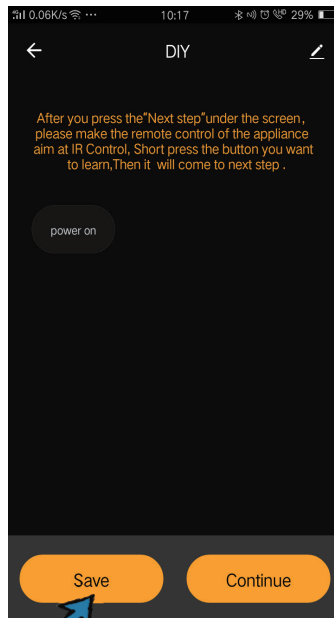 0.06K/s ··· 10:17 29%
DIY
After you press the"Next step"under the screen,
please make the remote control of the appliance
aim at IR Control, Short press the button you want
to learn,Then it will come to next step .
power on
Save Continue